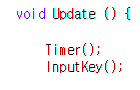 void Update () {
Timer();
InputKey();